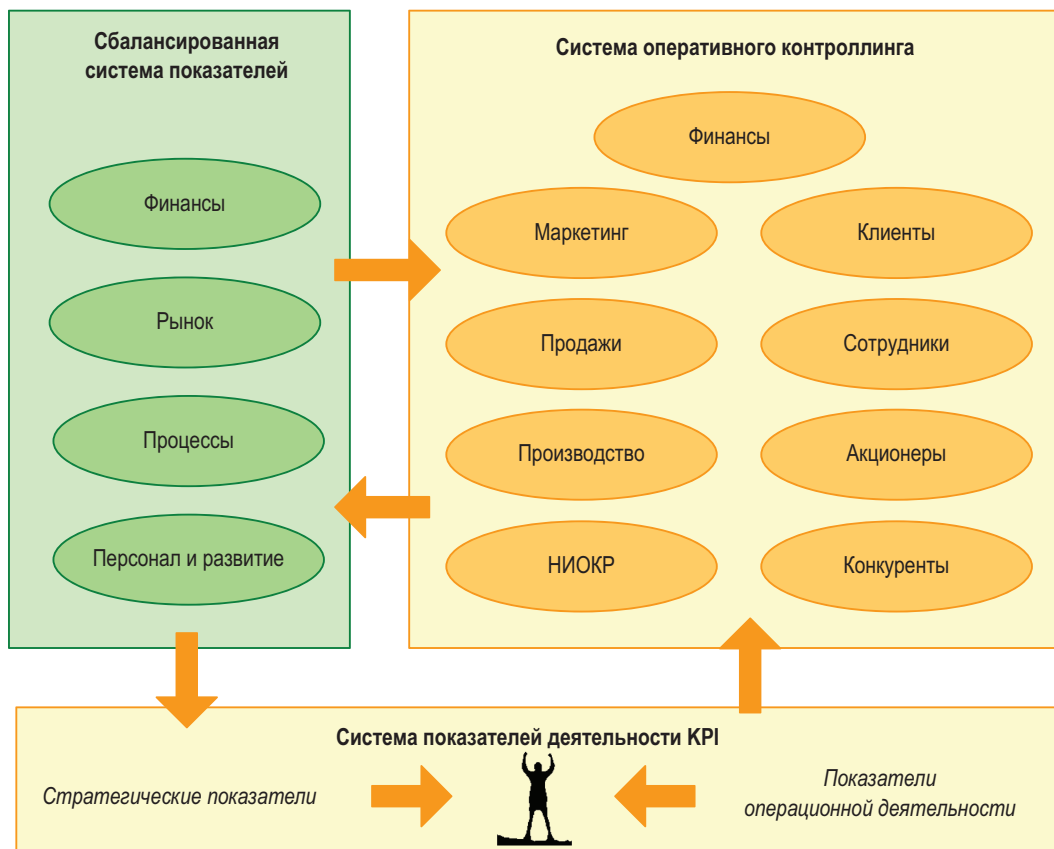 Сбалансированная
система показателей
Финансы
Рынок
Процессы
Персонал и развитие
Система оперативного контроллинга
Финансы
Маркетинг
Клиенты
Продажи
Сотрудники
Производство
Акционеры
НИОКР
Конкуренты
Система показателей деятельности KPI
Стратегические показатели
Показатели
операционной деятельности